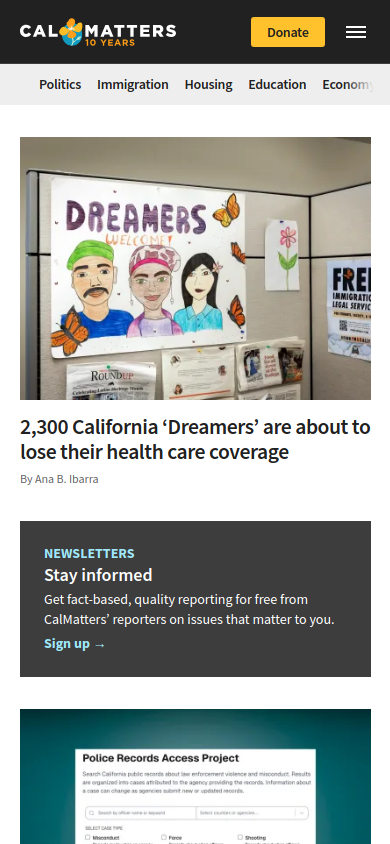 CAL MATTERS
10 YEARS
Donate
Politics Immigration Housing Education Economy
DREAMERS
WELCOME!
FREE
IMMIGRATIO
LEGAL SERVIC
ROUNDUP
2,300 California ‘Dreamers’ are about to
lose their health care coverage
By Ana B. Ibarra
NEWSLETTERS
Stay informed
Get fact-based, quality reporting for free from
CalMatters’ reporters on issues that matter to you.
Sign up →
Police Records Access Project
Search California public records about law enforcement violence and misconduct. Results
are organized into cases attributed to the agency providing the records. Information about
a case can change as agencies submit new or updated records.
Search by officer name or keyword Select counties or agencies...
SELECT CASE TYPE:
Misconduct Force Shooting